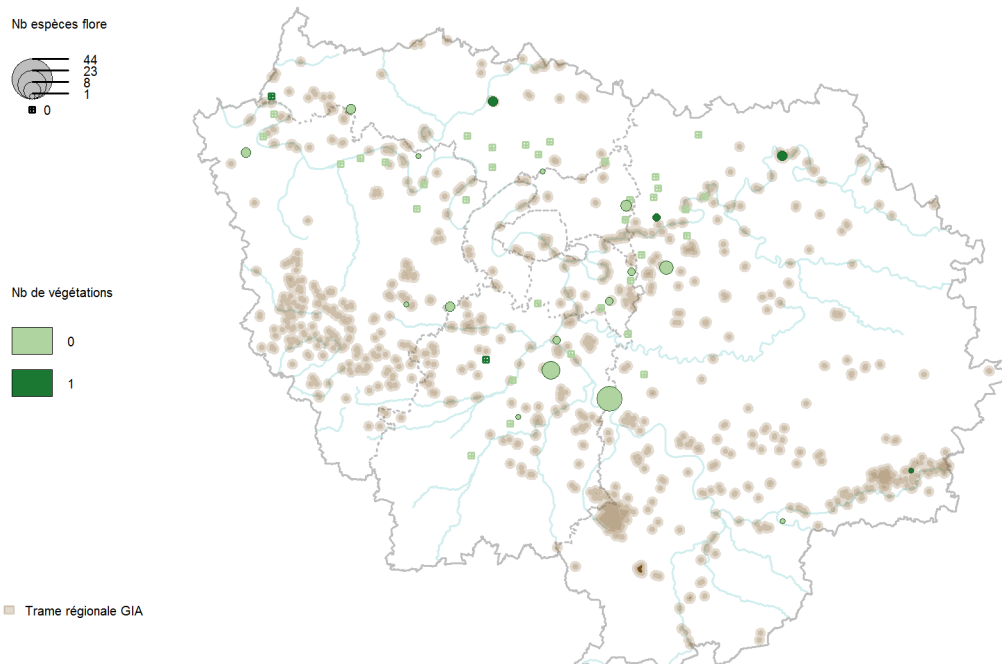 Nb espèces flore
44
23
8
1
0
Nb de végétations
0
1
Trame régionale GIA